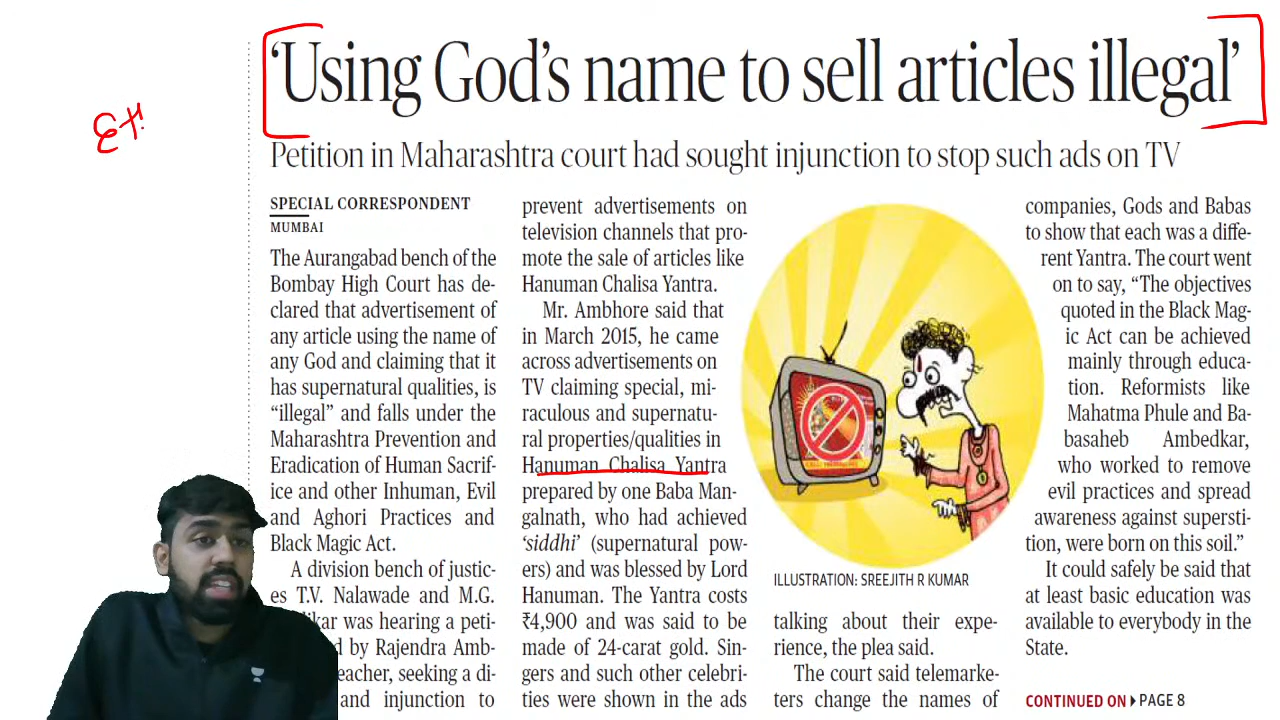 ‘Using God’s name to sell articles illegal’
Petition in Maharashtra court had sought injunction to stop such ads on TV
SPECIAL CORRESPONDENT
MUMBAI
The Aurangabad bench of the
Bombay High Court has de-
clared that advertisement of
any article using the name of
any God and claiming that it
has supernatural qualities, is
“illegal” and falls under the
Maharashtra Prevention and
Eradication of Human Sacrif-
ice and other Inhuman, Evil
and Aghori Practices and
Black Magic Act.
A division bench of justic-
es T.V. Nalawade and M.G.
was hearing a peti-
by Rajendra Amb-
seeking a di-
and injunction to
prevent advertisements on
television channels that pro-
mote the sale of articles like
Hanuman Chalisa Yantra.
Mr. Ambhore said that
in March 2015, he came
across advertisements on
TV claiming special, mi-
raculous and supernatu-
ral properties/qualities in
Hanuman Chalisa Yantra
prepared by one Baba Man-
galnath, who had achieved
‘siddhi’ (supernatural pow-
ers) and was blessed by Lord
Hanuman. The Yantra costs
₹4,900 and was said to be
made of 24-carat gold. Sin-
gers and such other celebri-
ties were shown in the ads
ILLUSTRATION: SREEJITH R KUMAR
talking about their expe-
rience, the plea said.
The court said telemarke-
ters change the names of
companies, Gods and Babas
to show that each was a diffe-
rent Yantra. The court went
on to say, “The objectives
quoted in the Black Mag-
ic Act can be achieved
mainly through educa-
tion. Reformists like
Mahatma Phule and Ba-
basaheb Ambedkar,
who worked to remove
evil practices and spread
awareness against supersti-
tion, were born on this soil.”
It could safely be said that
at least basic education was
available to everybody in the
State.
CONTINUED ON PAGE 8